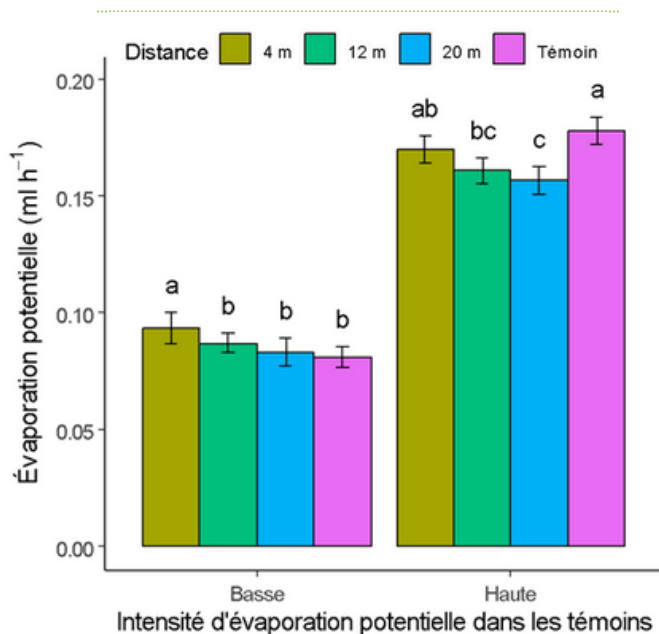 Distance 4 m 12 m 20 m Témoin
0.20
0.15
0.10
0.05
0.00
Évaporation potentielle (ml h⁻¹)
a b b b
ab bc c a
Basse Haute
Intensité d'évaporation potentielle dans les témoins